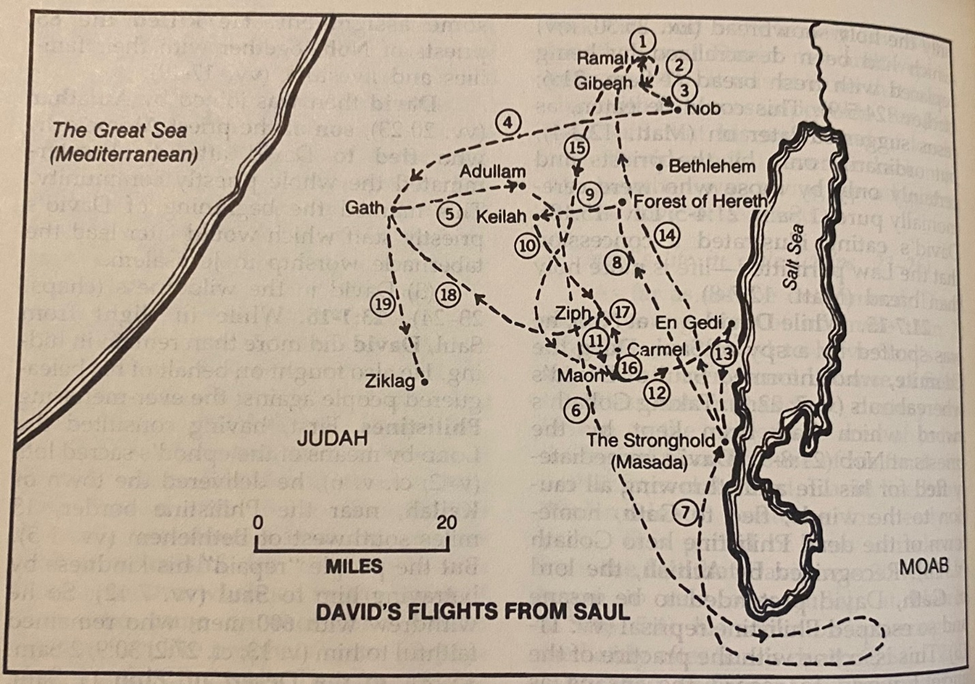 1
Ramal
2
Gibeah
3
Nob
4
The Great Sea
(Mediterranean)
15
Bethlehem
Adullam
9
Forest of Hereth
Gath
5
Keilah
14
10
8
Salt Sea
18
19
Ziph
17
En Gedi
11
Carmel
13
16
Maon
12
Ziklag
6
JUDAH
The Stronghold
(Masada)
7
0 20
MILES
MOAB
DAVID'S FLIGHTS FROM SAUL